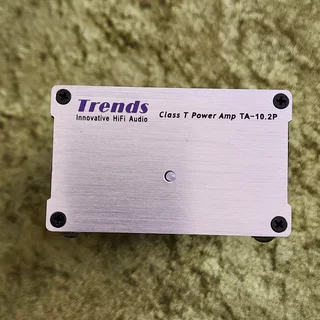 Trends
Innovative HiFi Audio
Class T Power Amp TA-10.2P